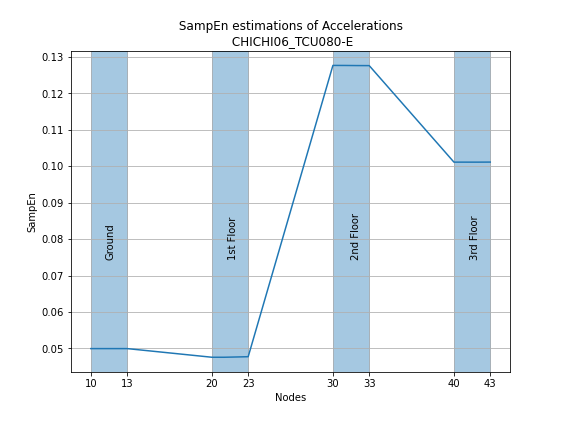 SampEn estimations of Accelerations
CHICHI06_TCU080-E
0.13
0.12
0.11
0.10
0.09
0.08
0.07
0.06
0.05
SampEn
Ground
1st Floor
2nd Floor
3rd Floor
10 13 20 23 30 33 40 43
Nodes